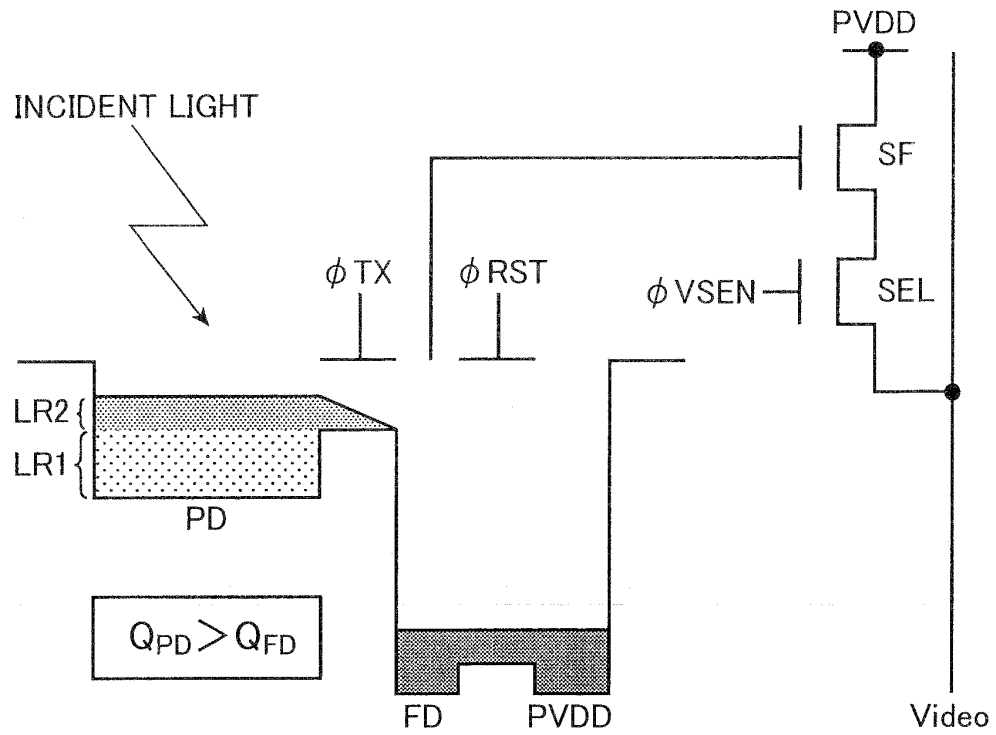 PVDD
INCIDENT LIGHT
SF
ϕTX
ϕRST
ϕVSEN
SEL
LR2
LR1
PD
QPD>QFD
FD
PVDD
Video